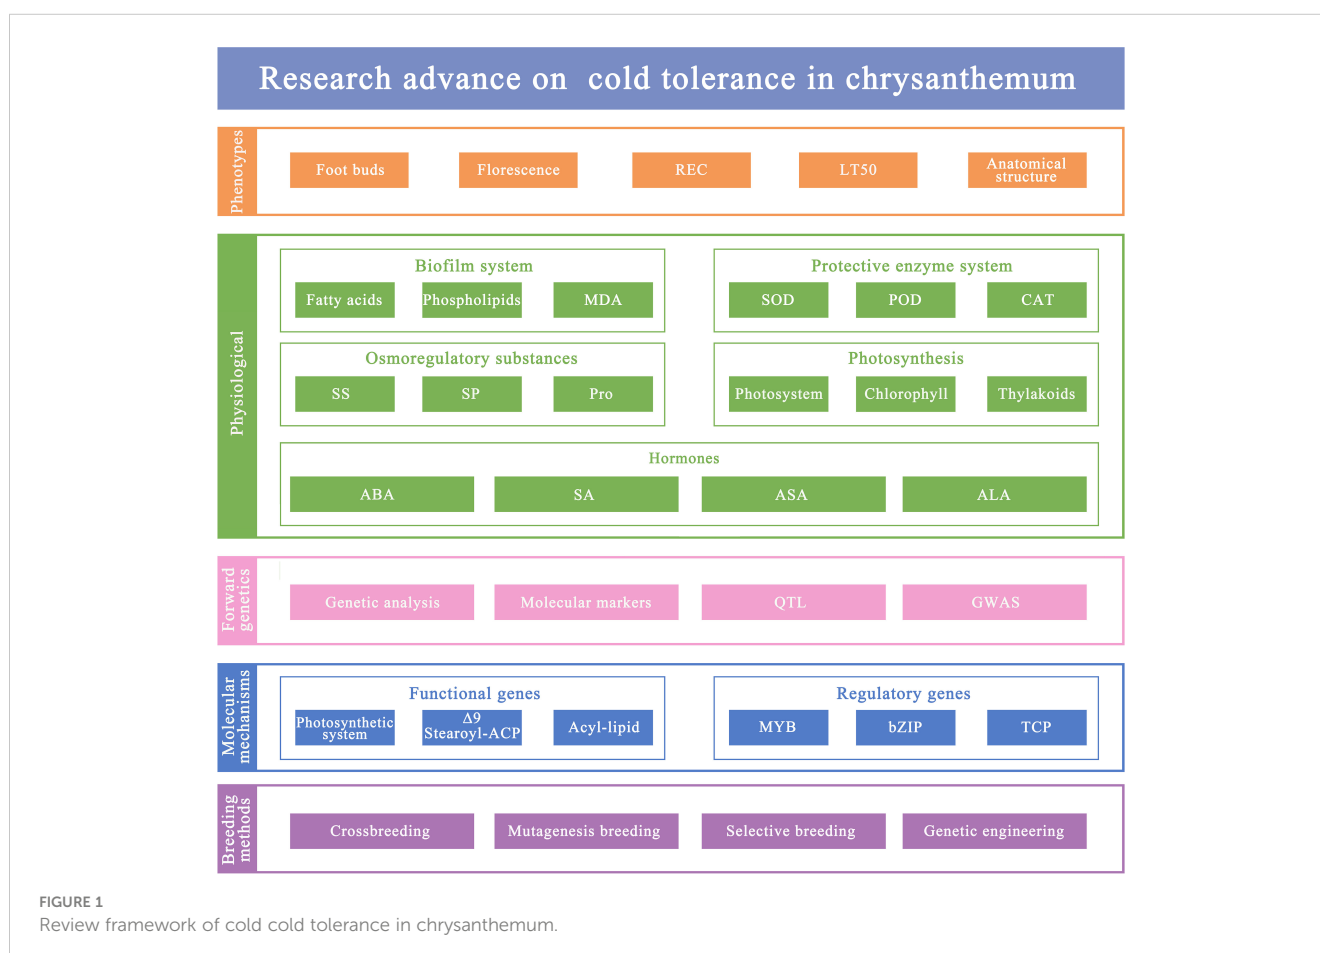 Research advance on cold tolerance in chrysanthemum
Phenotypes
Foot buds
Florescence
REC
LT50
Anatomical
structure
Physiological
Biofilm system
Fatty acids
Phospholipids
MDA
Protective enzyme system
SOD
POD
CAT
Osmoregulatory substances
SS
SP
Pro
Photosynthesis
Photosystem
Chlorophyll
Thylakoids
Hormones
ABA
SA
ASA
ALA
Forward
genetics
Genetic analysis
Molecular markers
QTL
GWAS
Molecular
mechanisms
Functional genes
Photosynthetic
system
Δ9
Stearoyl-ACP
Acyl-lipid
Regulatory genes
MYB
bZIP
TCP
Breeding
methods
Crossbreeding
Mutagenesis breeding
Selective breeding
Genetic engineering
FIGURE 1
Review framework of cold cold tolerance in chrysanthemum.